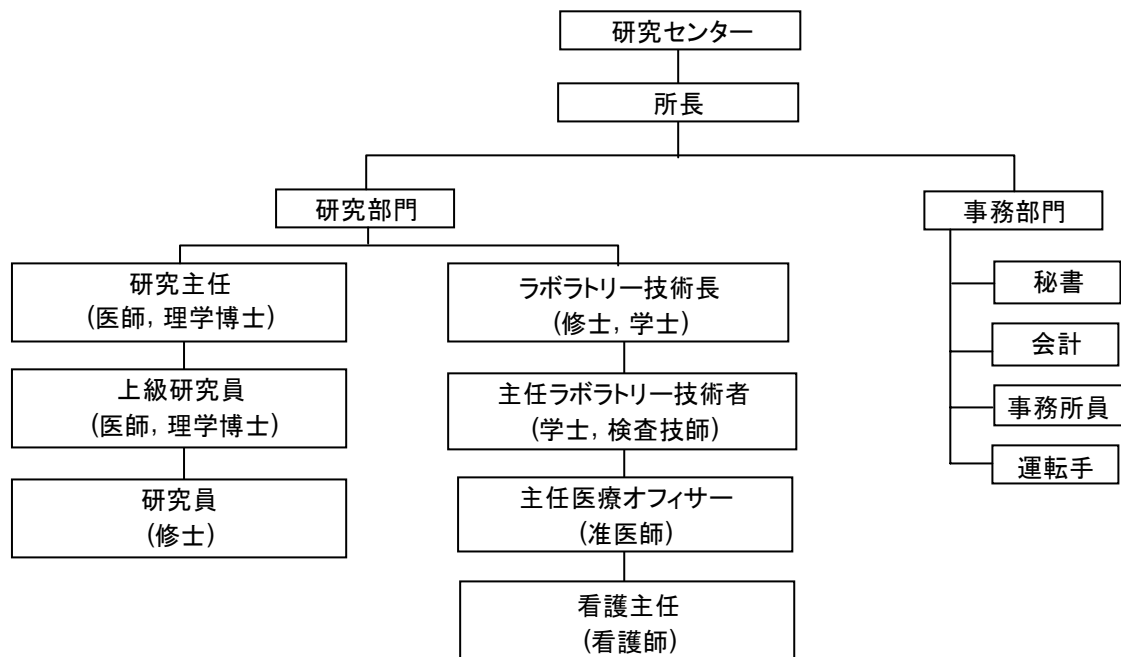 研究センター
所長
研究部門
事務部門
研究主任
(医師, 理学博士)
上級研究員
(医師, 理学博士)
研究員
(修士)
ラボラトリー技術長
(修士, 学士)
主任ラボラトリー技術者
(学士, 検査技師)
主任医療オフィサー
(准医師)
看護主任
(看護師)
秘書
会計
事務所員
運転手